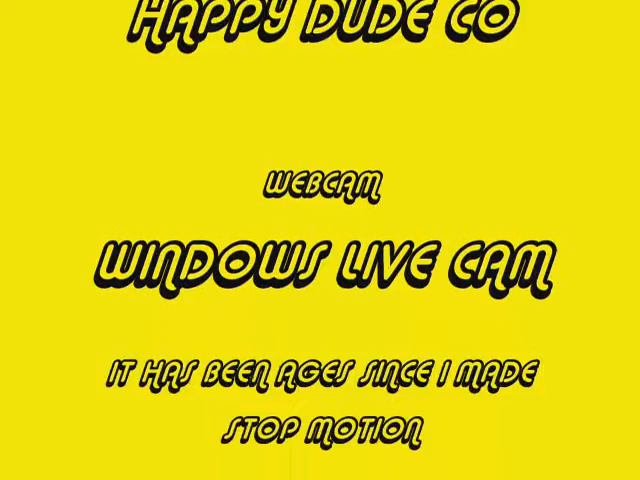 HAPPY DUDE CO
WEBCAM
WINDOWS LIVE CAM
IT HAS BEEN AGES SINCE I MADE
STOP MOTION